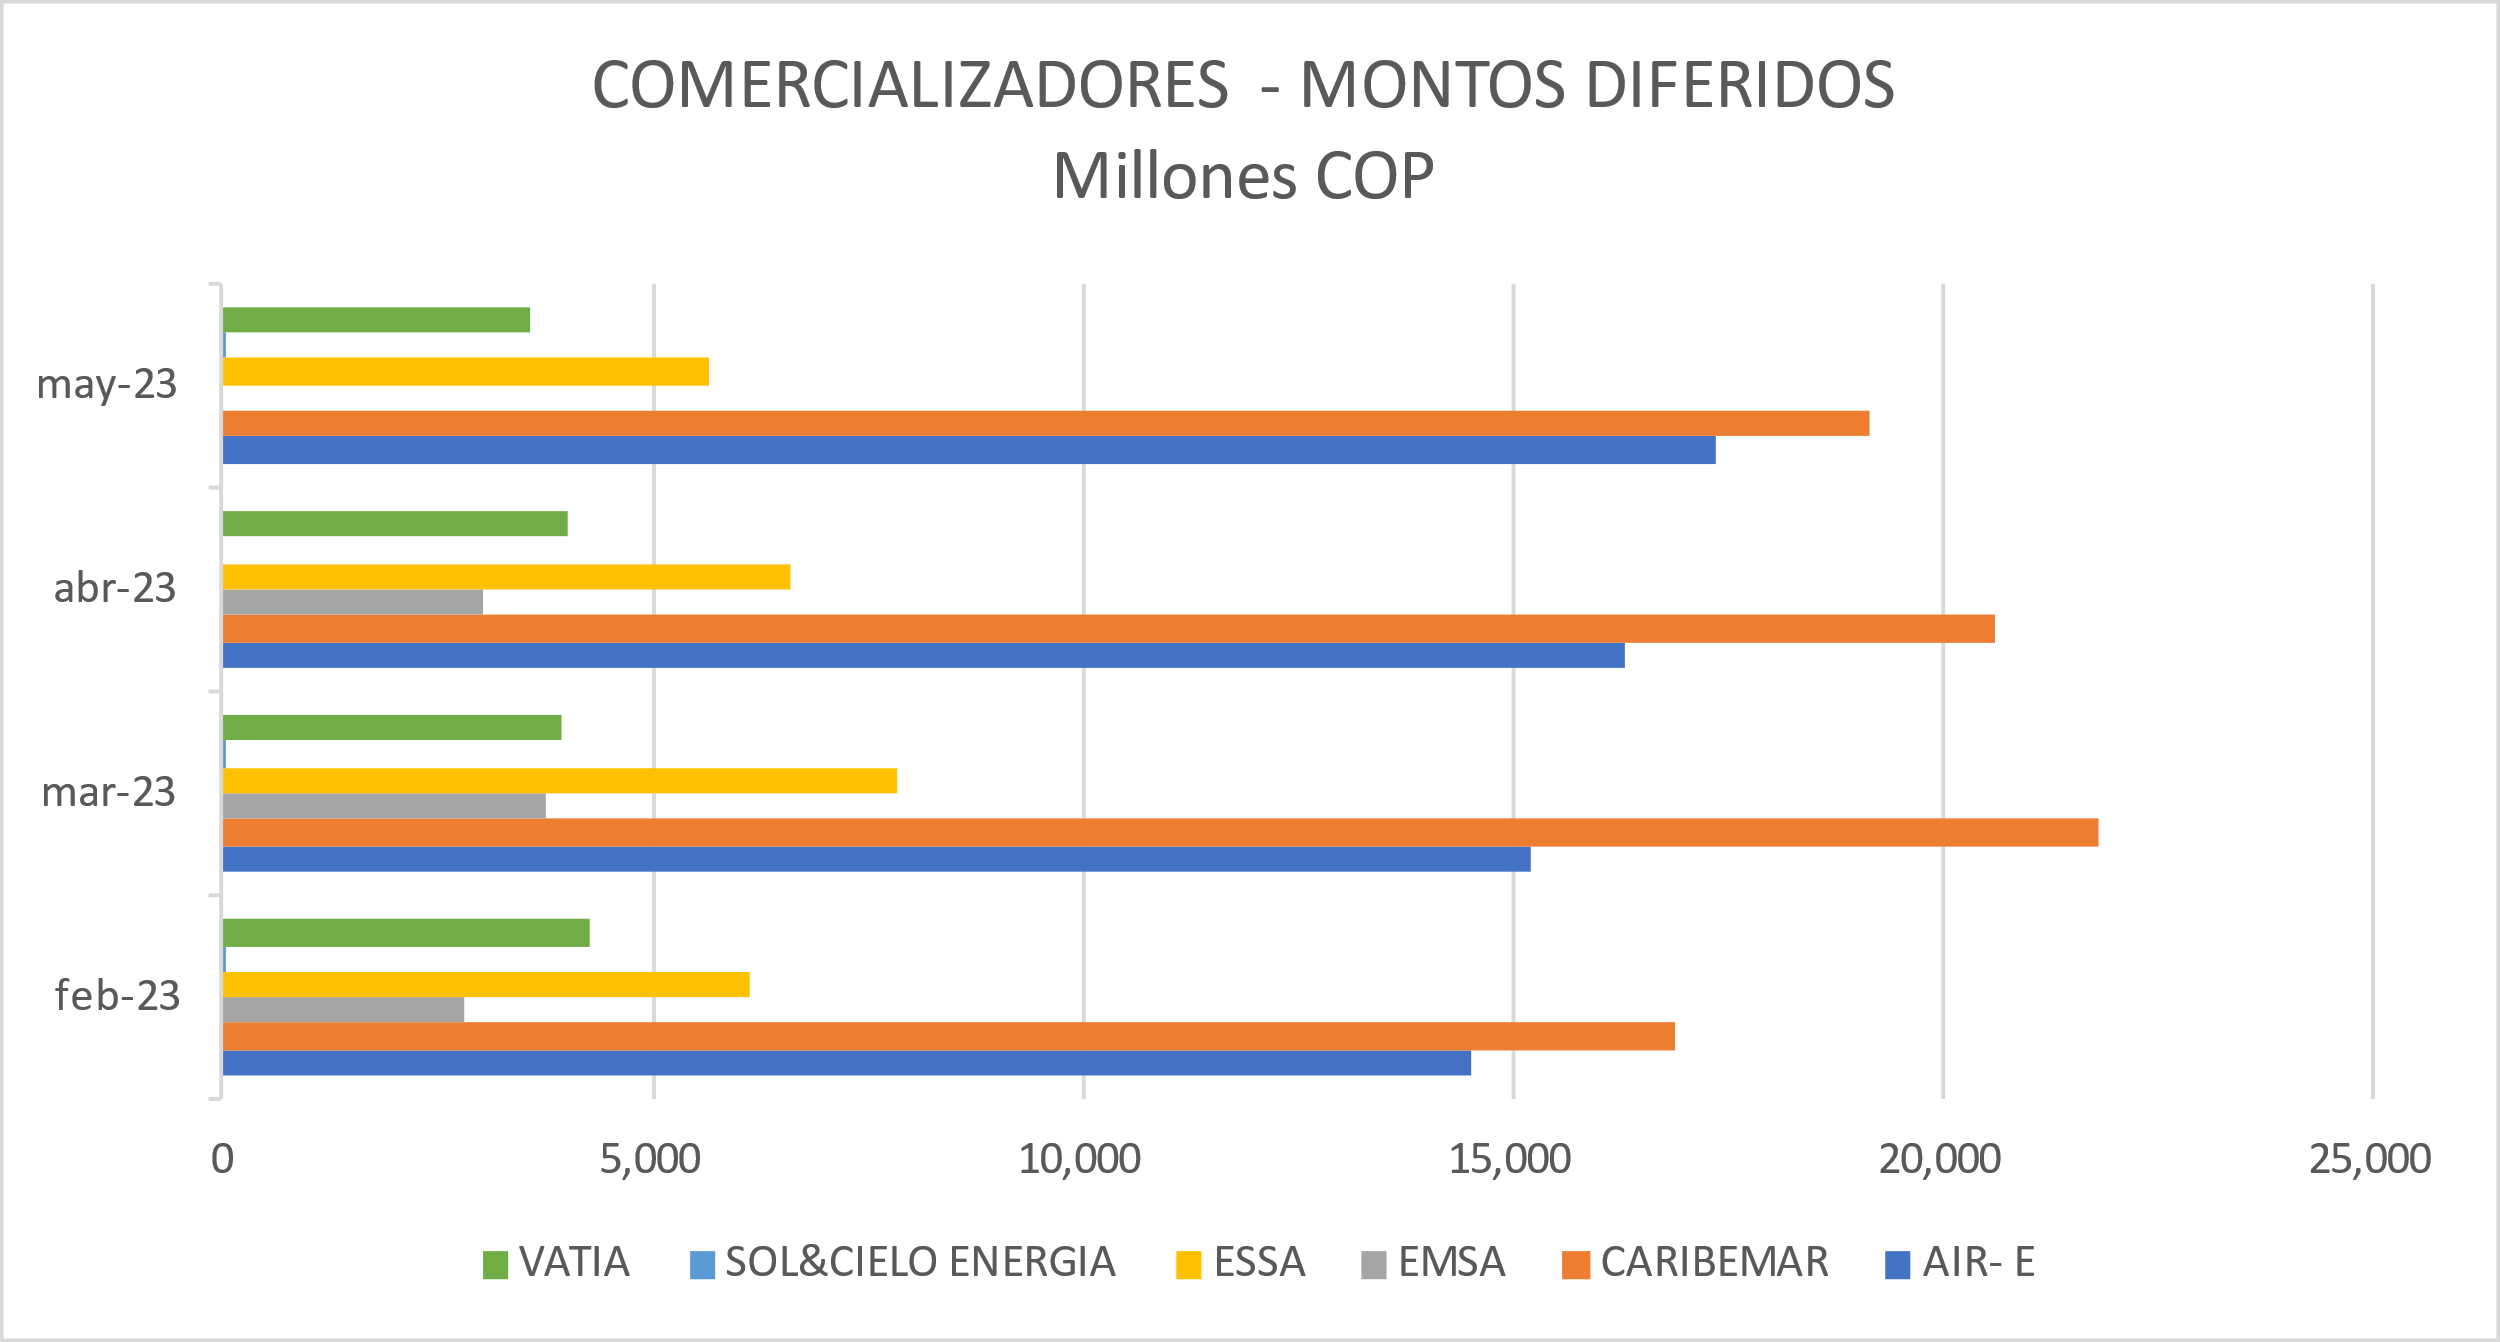 COMERCIALIZADORES - MONTOS DIFERIDOS
Millones COP
may-23
abr-23
mar-23
feb-23
0 5,000 10,000 15,000 20,000 25,000
VATIA SOL&CIELO ENERGIA ESSA EMSA CARIBEMAR AIR- E